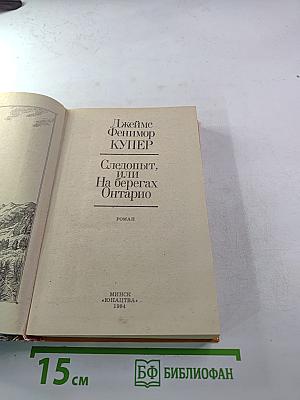 Джеймс
Фенимор
КУПЕР
Следопыт,
или
На берегах
Онтарио
РОМАН
МИНСК
«ЮНАЦТВА»
1984
15 см
БФ БИБЛИОФАН